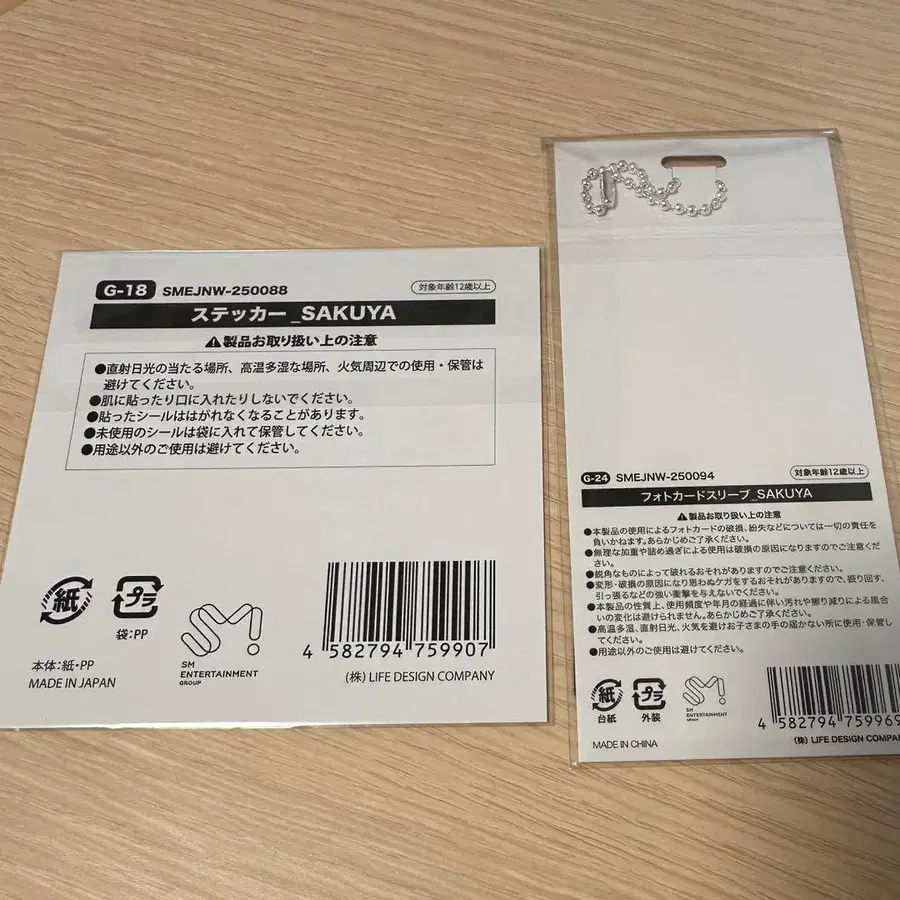 G-18 SMEJNW-250088 対象年齢12歳以上
ステッカー_SAKUYA
⚠製品お取り扱い上の注意
●直射日光の当たる場所、高温多湿な場所、火気周辺での使用・保管は
避けてください。
●肌に貼ったり口に入れたりしないでください。
●貼ったシールははがれなくなることがあります。
●未使用のシールは袋に入れて保管してください。
●用途以外のご使用は避けてください。
紙
プラ
袋:PP
本体:紙・PP
MADE IN JAPAN
SM
ENTERTAINMENT
GROUP
4 582794 759907
(株) LIFE DESIGN COMPANY
G-24 SMEJNW-250094 対象年齢12歳以上
フォトカードスリーブ_SAKUYA
⚠製品お取り扱い上の注意
●本製品の使用によるフォトカードの破損、紛失などについては一切の責任を
負いかねます。あらかじめご了承ください。
●無理な加重や詰め過ぎによる使用は破損の原因になりますのでご注意くだ
さい。
●鋭角なものによって破れるおそれがありますのでご注意ください。
●変形・破損の原因になり思わぬケガをするおそれがありますので、振り回す、
引っ張るなどの強い衝撃を与えないでください。
●本製品の性質上、使用頻度や年月の経過に伴い汚れや擦り減りによる風合
いの変化は避けられません。あらかじめご了承ください。
●高温多湿、直射日光、火気を避けお子さまの手の届かない所に使用・保管し
てください。
●用途以外のご使用は避けてください。
紙
台紙
プラ
外装
SM
ENTERTAINMENT
GROUP
MADE IN CHINA
4 582794 759969
(株) LIFE DESIGN COMPA